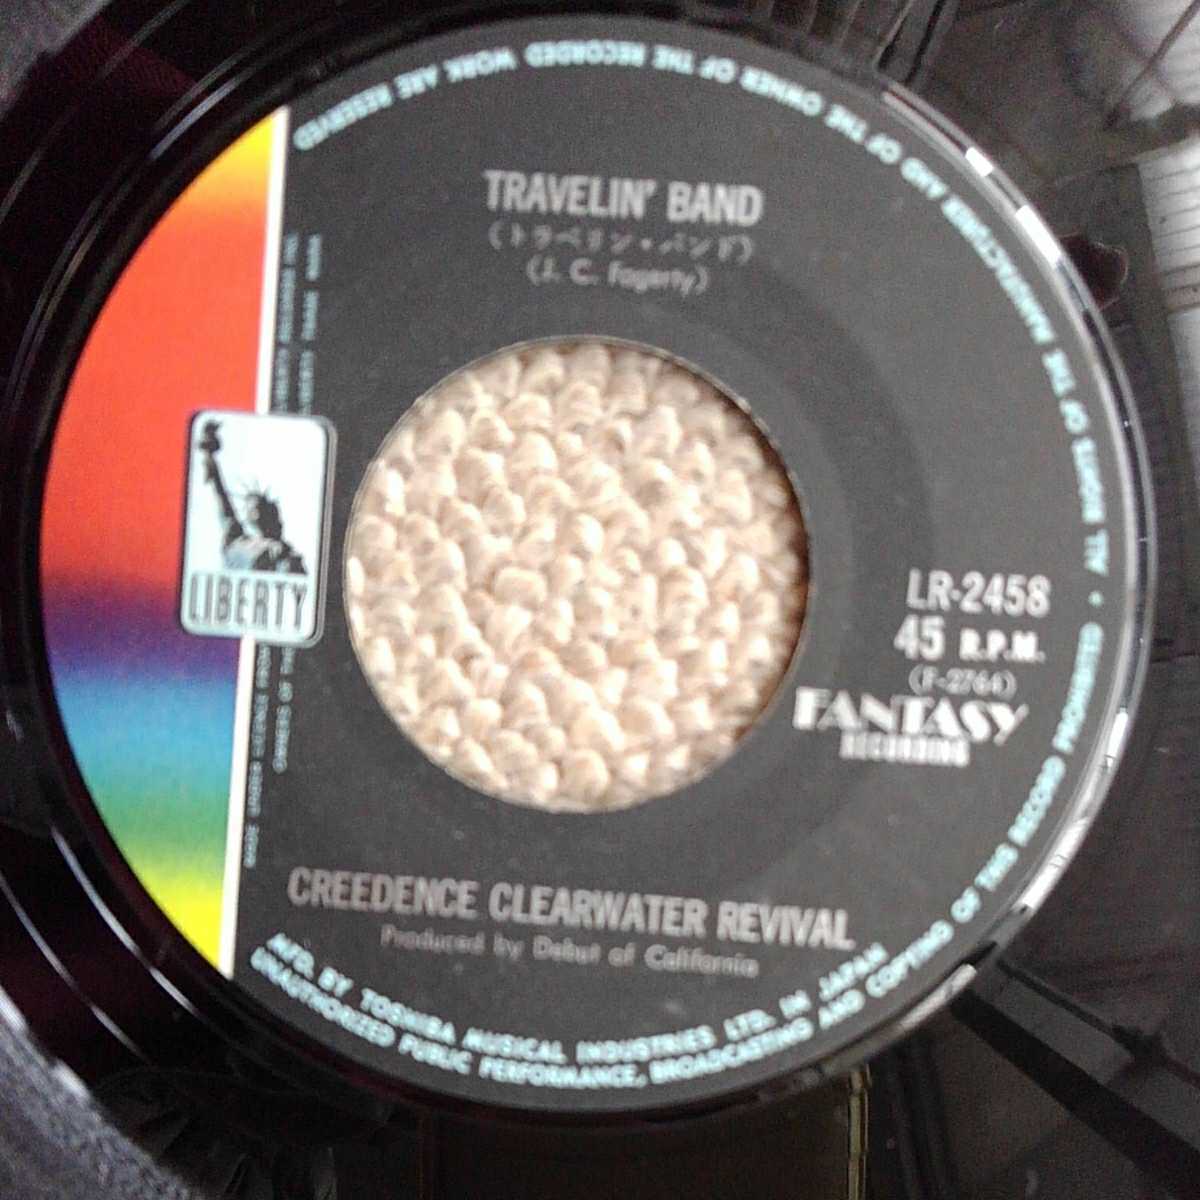 TRAVELIN' BAND
(トラベリン・バンド)
(J. C. Fogerty)
LIBERTY
LR-2458
45 R.P.M.
(F-2764)
FANTASY
RECORDING
CREEDENCE CLEARWATER REVIVAL
Produced by Debut of California
MFG. BY TOSHIBA MUSICAL INDUSTRIES LTD. IN JAPAN
ALL RIGHTS OF THE MANUFACTURER AND OF THE OWNER OF THE RECORDED WORK ARE RESERVED
UNAUTHORIZED PUBLIC PERFORMANCE, BROADCASTING AND COPYING OF THIS RECORD PROHIBITED •